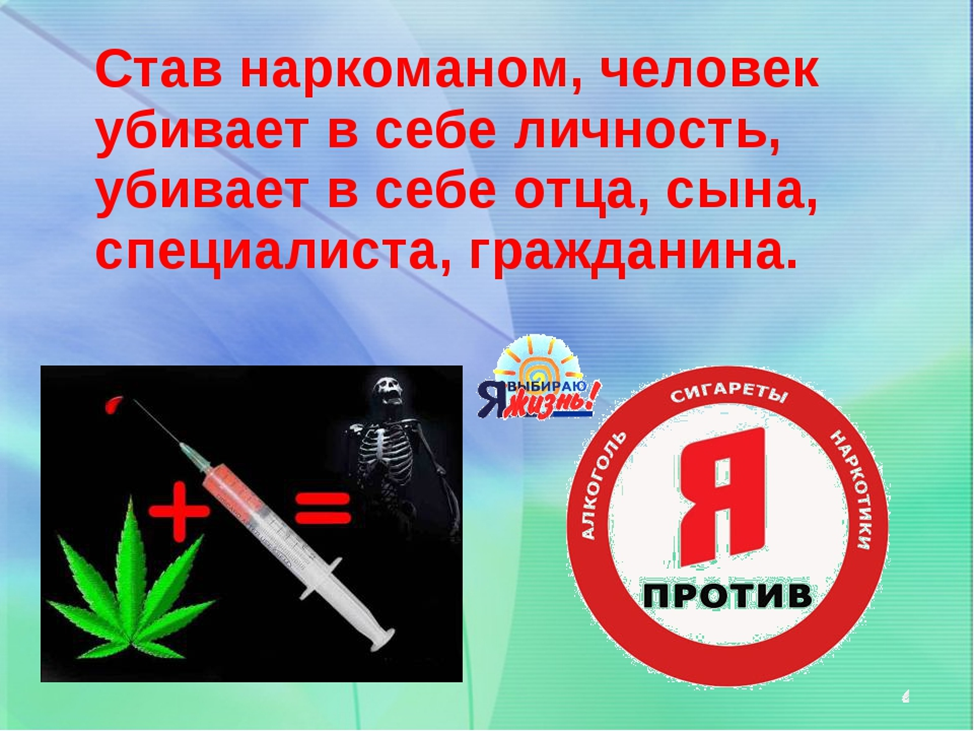 Став наркоманом, человек
убивает в себе личность,
убивает в себе отца, сына,
специалиста, гражданина.
Я ВЫБИРАЮ
жизнь!
АЛКОГОЛЬ
СИГАРЕТЫ
НАРКОТИКИ
Я
ПРОТИВ